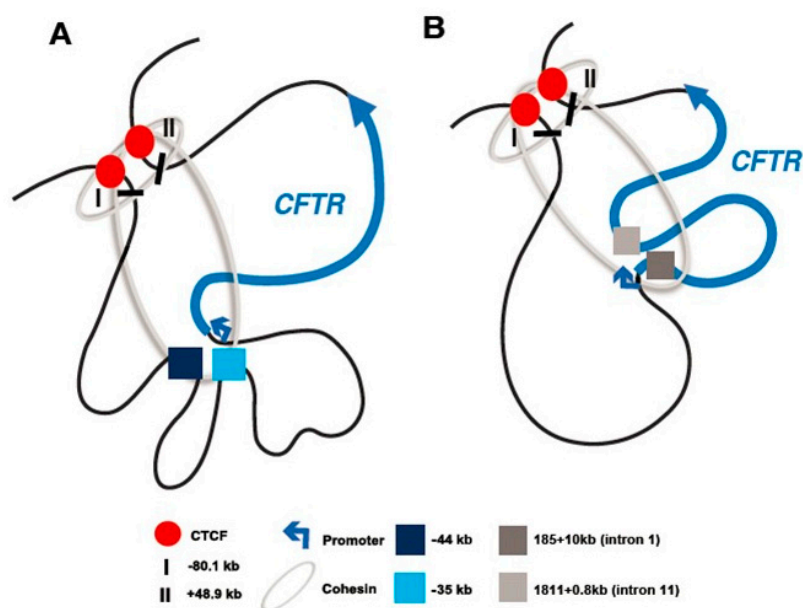 A
B
II
I
CFTR
II
I
CFTR
CTCF
I -80.1 kb
II +48.9 kb
Promoter
Cohesin
-44 kb
-35 kb
185+10kb (intron 1)
1811+0.8kb (intron 11)